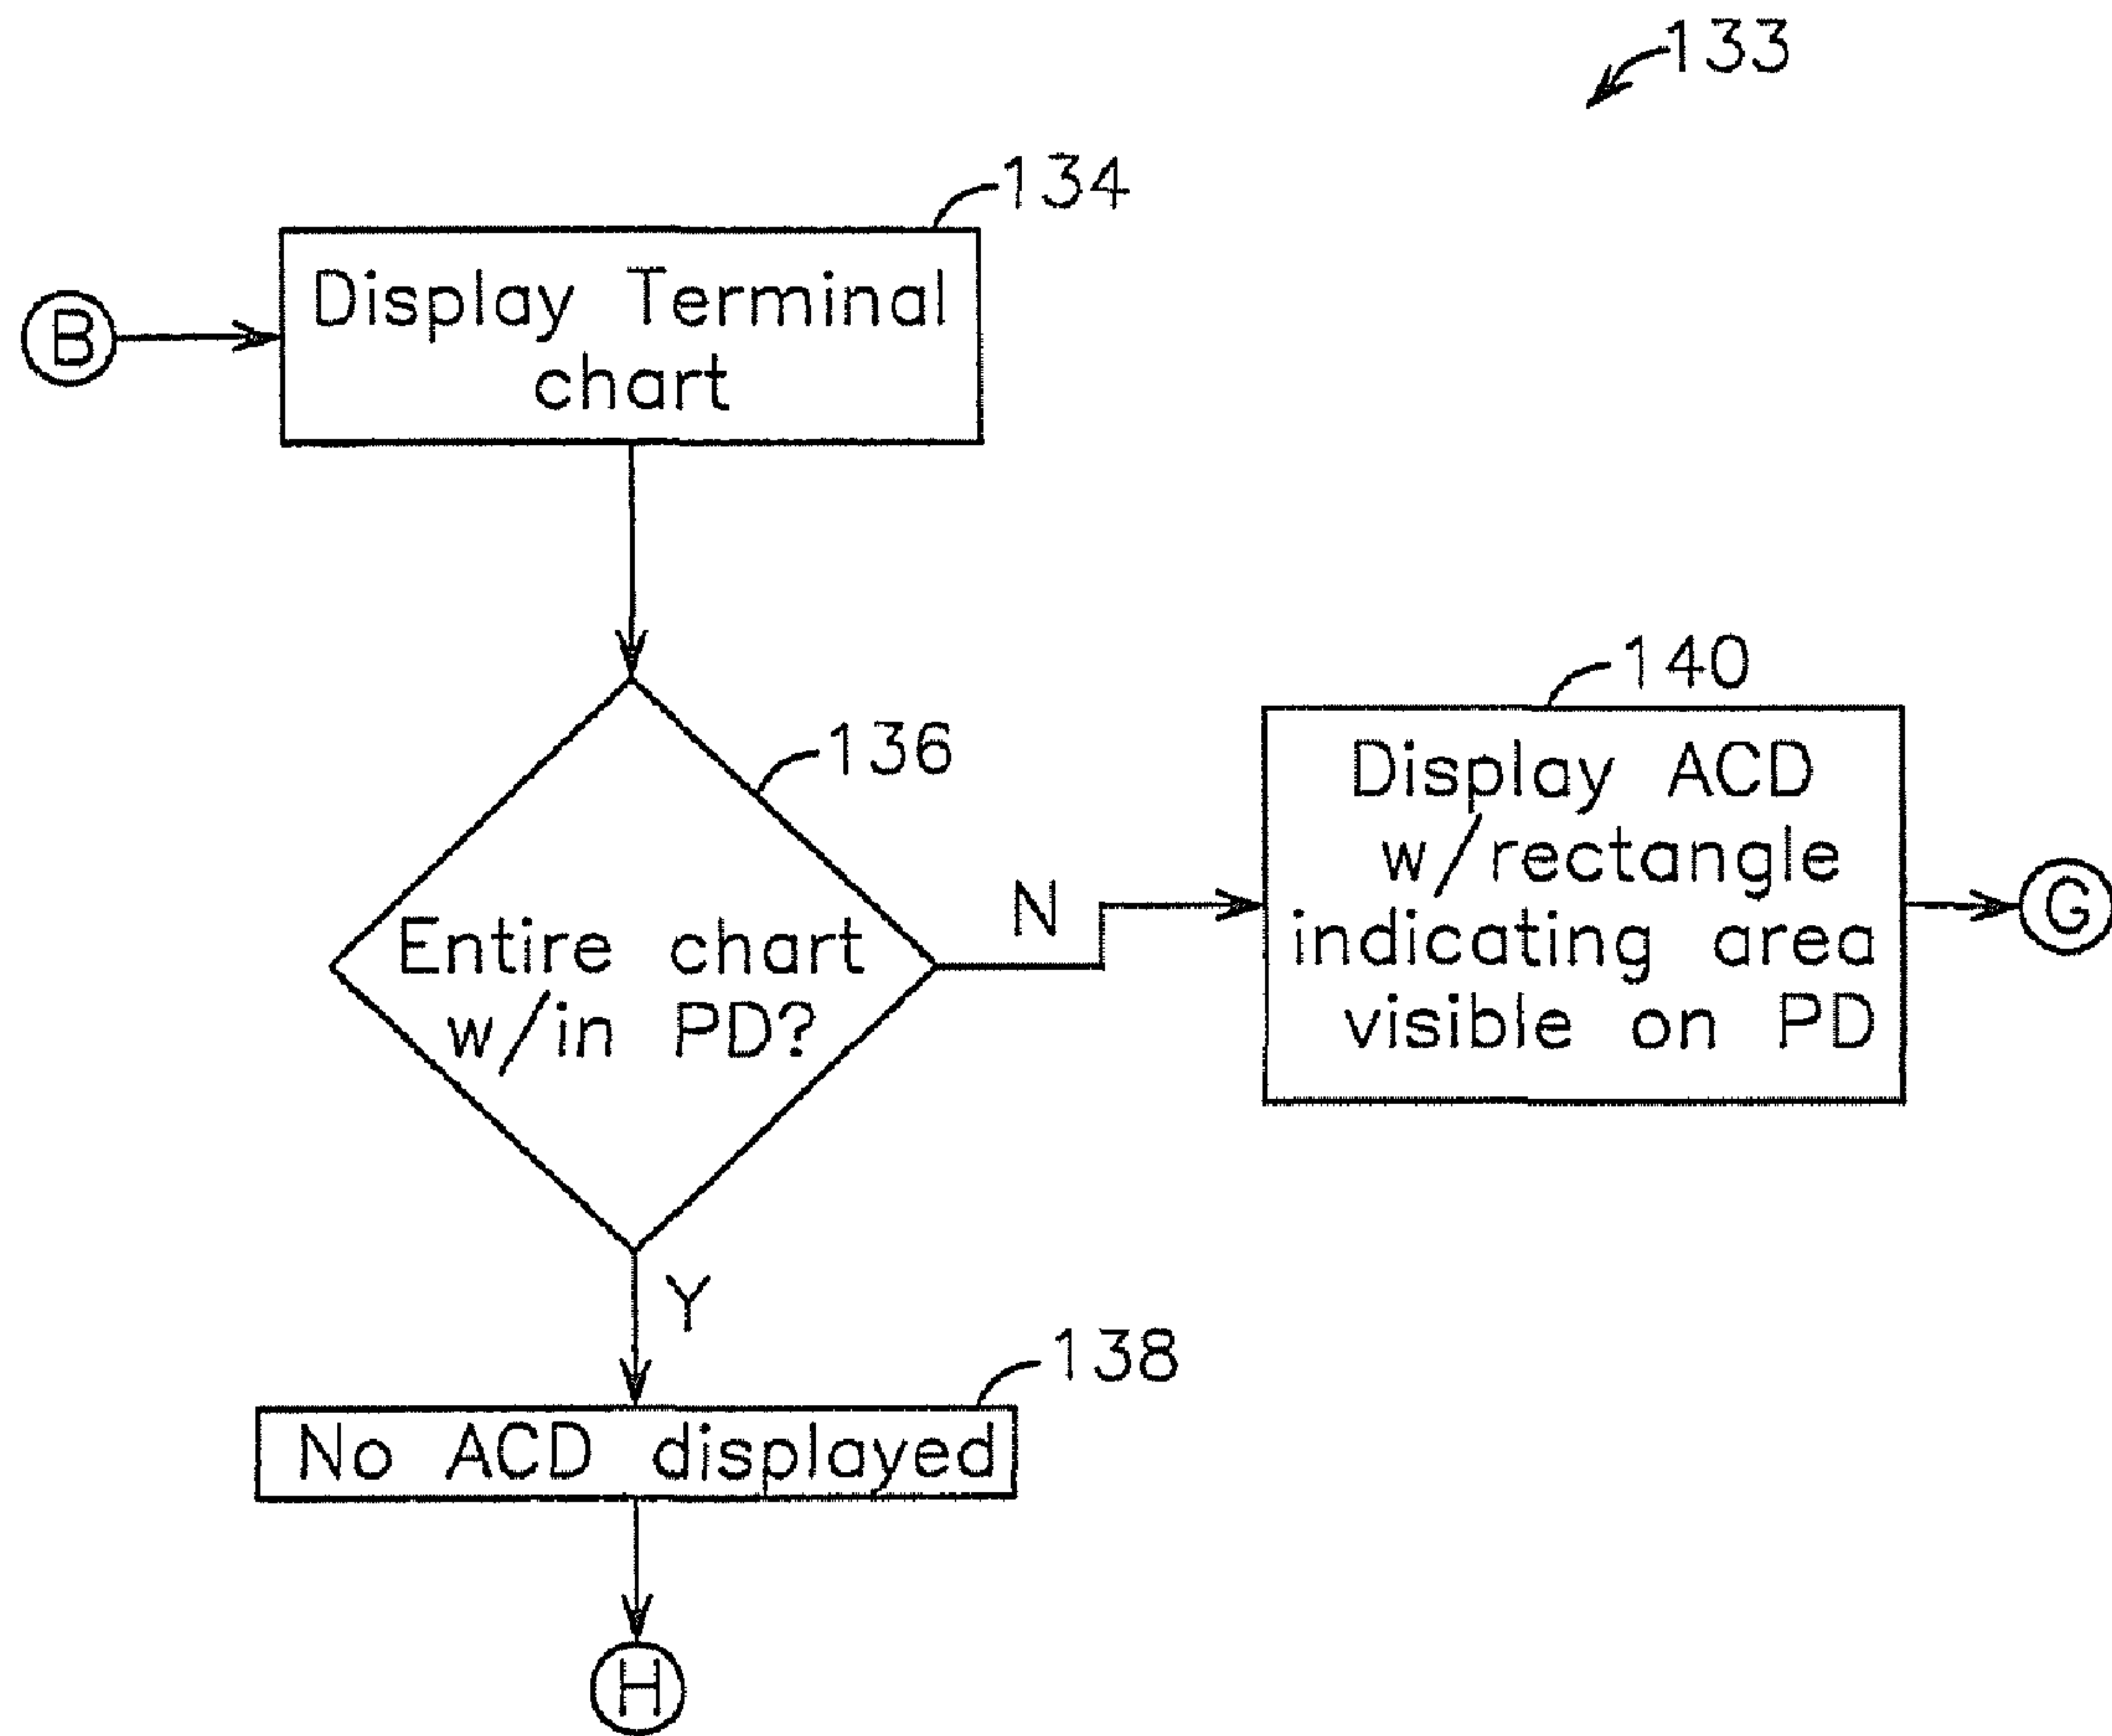 133
134
B
Display Terminal
chart
136
Entire chart
w/in PD?
N
140
Display ACD
w/rectangle
indicating area
visible on PD
G
Y
138
No ACD displayed
H